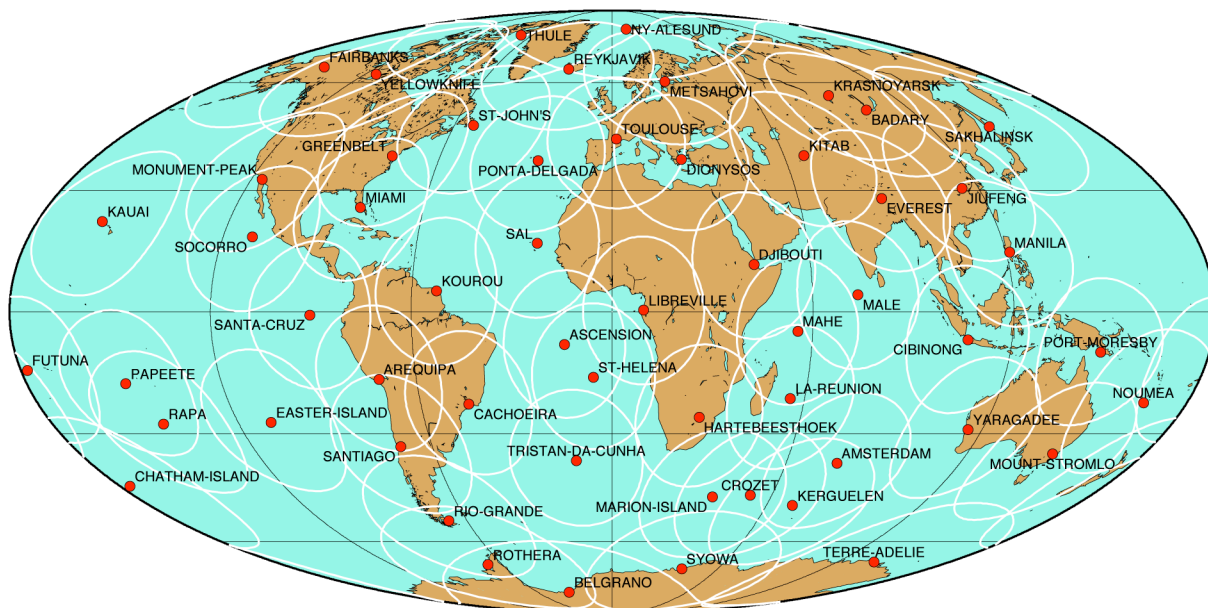 THULE
NY-ALESUND
FAIRBANKS
REYKJAVIK
YELLOWKNIFE
METSAHOVI
KRASNOYARSK
BADARY
ST-JOHN'S
TOULOUSE
SAKHALINSK
GREENBELT
KITAB
MONUMENT-PEAK
PONTA-DELGADA
DIONYSOS
MIAMI
EVEREST
JIUFENG
KAUAI
SOCORRO
SAL
MANILA
DJIBOUTI
KOUROU
LIBREVILLE
MALE
SANTA-CRUZ
ASCENSION
MAHE
CIBINONG
PORT-MORESBY
FUTUNA
PAPEETE
AREQUIPA
ST-HELENA
LA-REUNION
NOUMEA
RAPA
EASTER-ISLAND
CACHOEIRA
HARTEBEESTHOEK
YARAGADEE
SANTIAGO
TRISTAN-DA-CUNHA
AMSTERDAM
MOUNT-STROMLO
CHATHAM-ISLAND
CROZET
MARION-ISLAND
KERGUELEN
RIO-GRANDE
ROTHERA
SYOWA
TERRE-ADELIE
BELGRANO